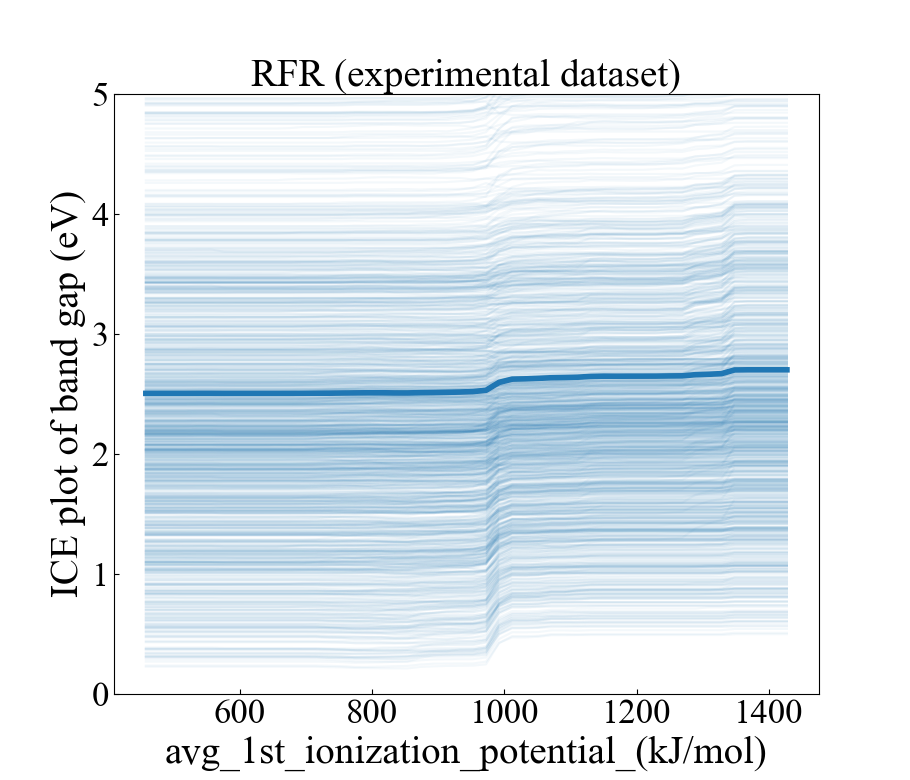 RFR (experimental dataset)
ICE plot of band gap (eV)
5
4
3
2
1
0
600 800 1000 1200 1400
avg_1st_ionization_potential_(kJ/mol)